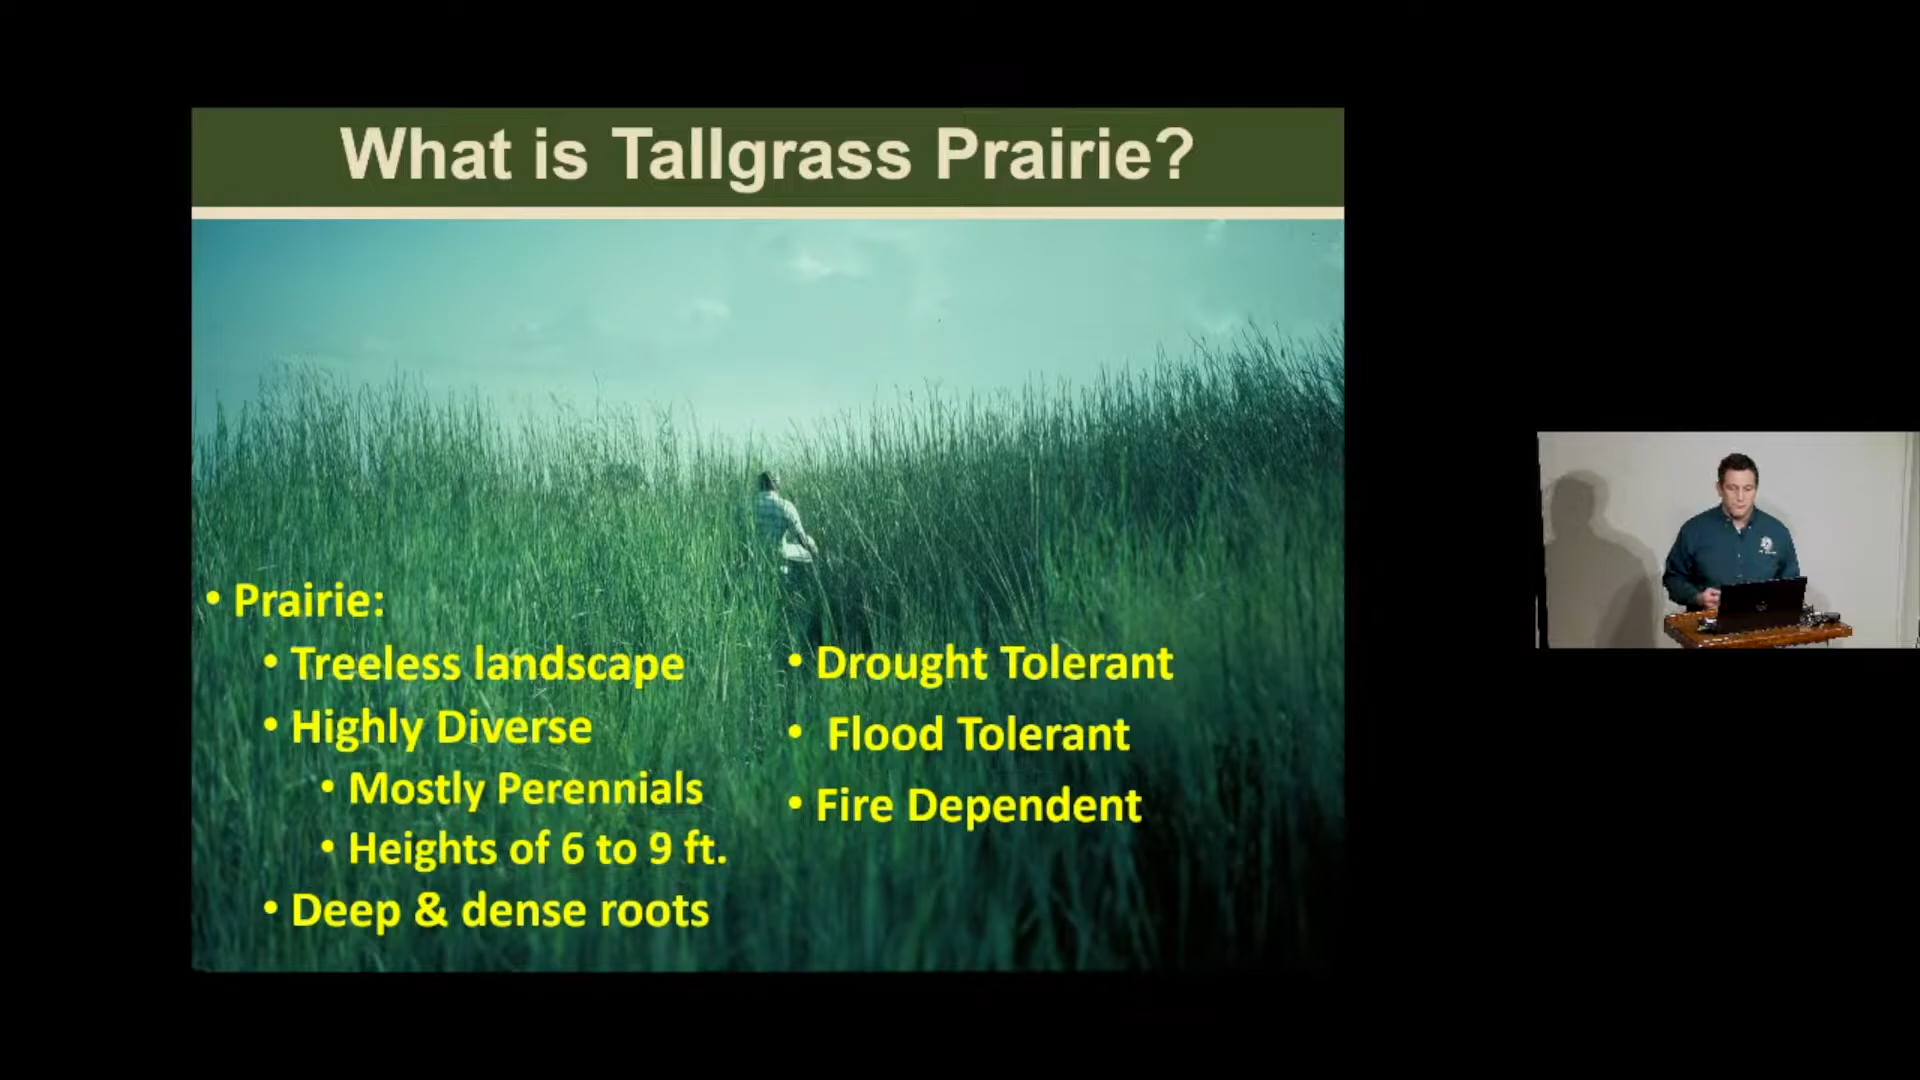 What is Tallgrass Prairie?
• Prairie:
• Treeless landscape
• Highly Diverse
• Mostly Perennials
• Heights of 6 to 9 ft.
• Deep & dense roots
• Drought Tolerant
• Flood Tolerant
• Fire Dependent